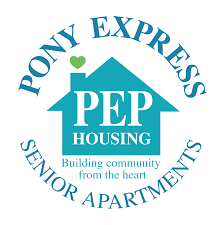 PONY EXPRESS
PEP
HOUSING
Building community
from the heart
SENIOR APARTMENTS